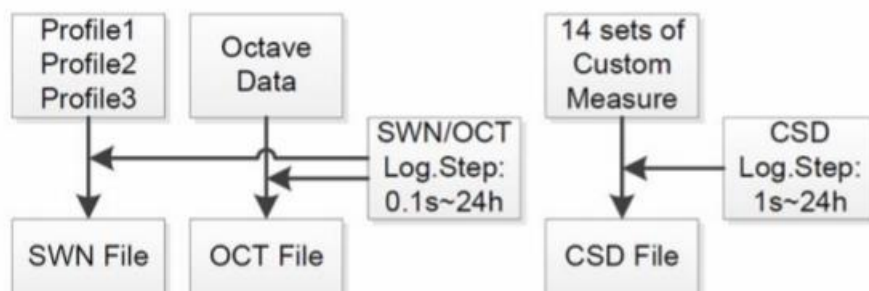 Profile1
Profile2
Profile3
Octave
Data
14 sets of
Custom
Measure
SWN/OCT
Log.Step:
0.1s~24h
CSD
Log.Step:
1s~24h
SWN File
OCT File
CSD File